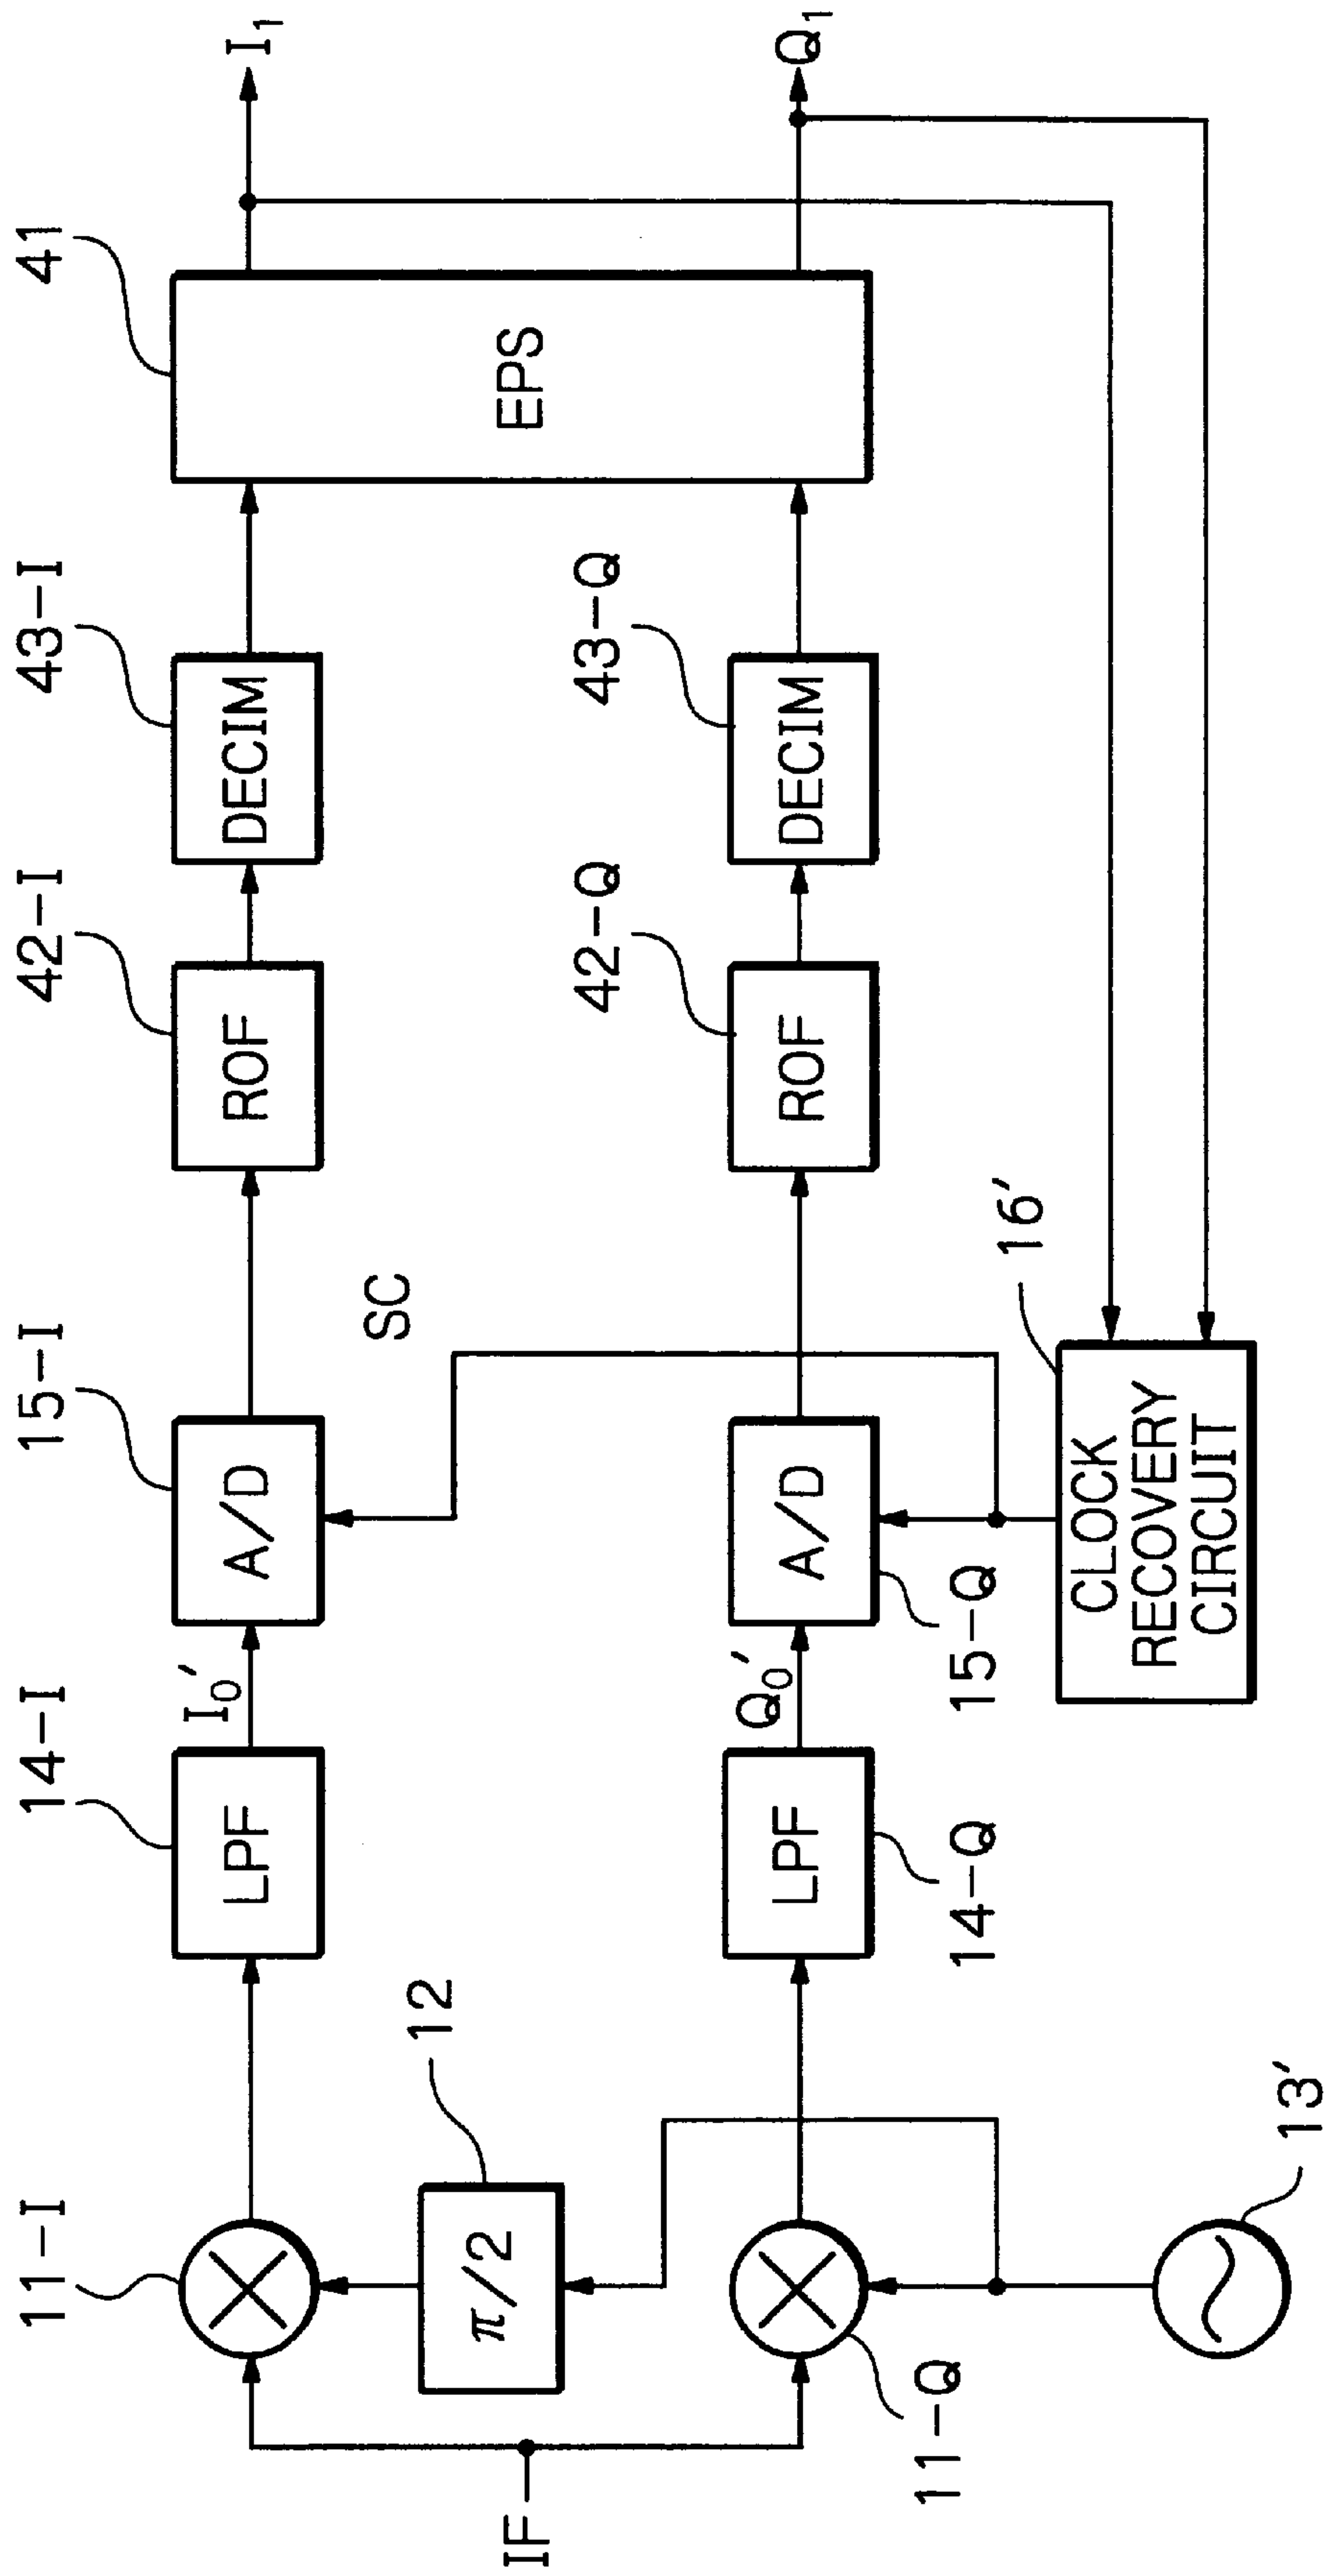 11-I
14-I
15-I
42-I
43-I
41
I₀′
LPF
A/D
ROF
DECIM
I₁
12
π/2
SC
EPS
IF
42-Q
43-Q
Q₀′
LPF
A/D
ROF
DECIM
Q₁
11-Q
14-Q
15-Q
16′
13′
CLOCK
RECOVERY
CIRCUIT